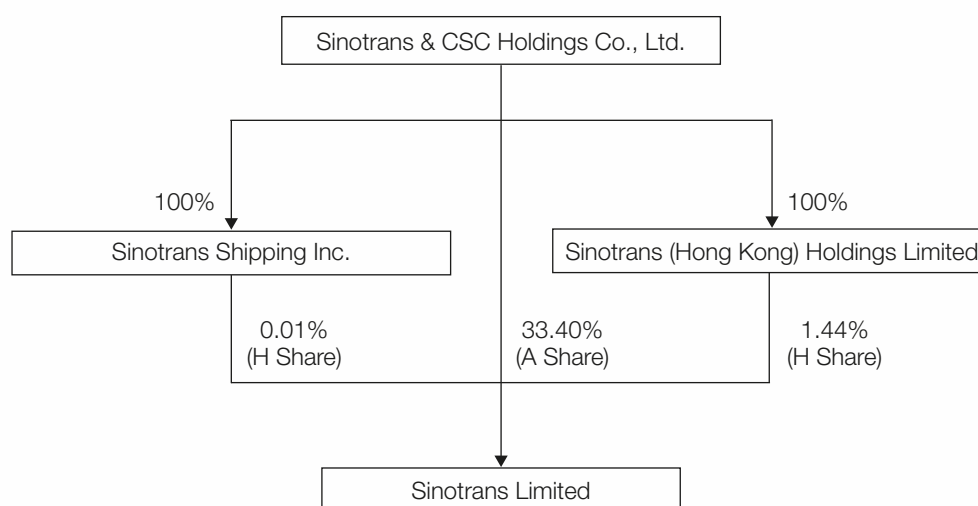 Sinotrans & CSC Holdings Co., Ltd.
100%
100%
Sinotrans Shipping Inc.
Sinotrans (Hong Kong) Holdings Limited
0.01%
(H Share)
33.40%
(A Share)
1.44%
(H Share)
Sinotrans Limited